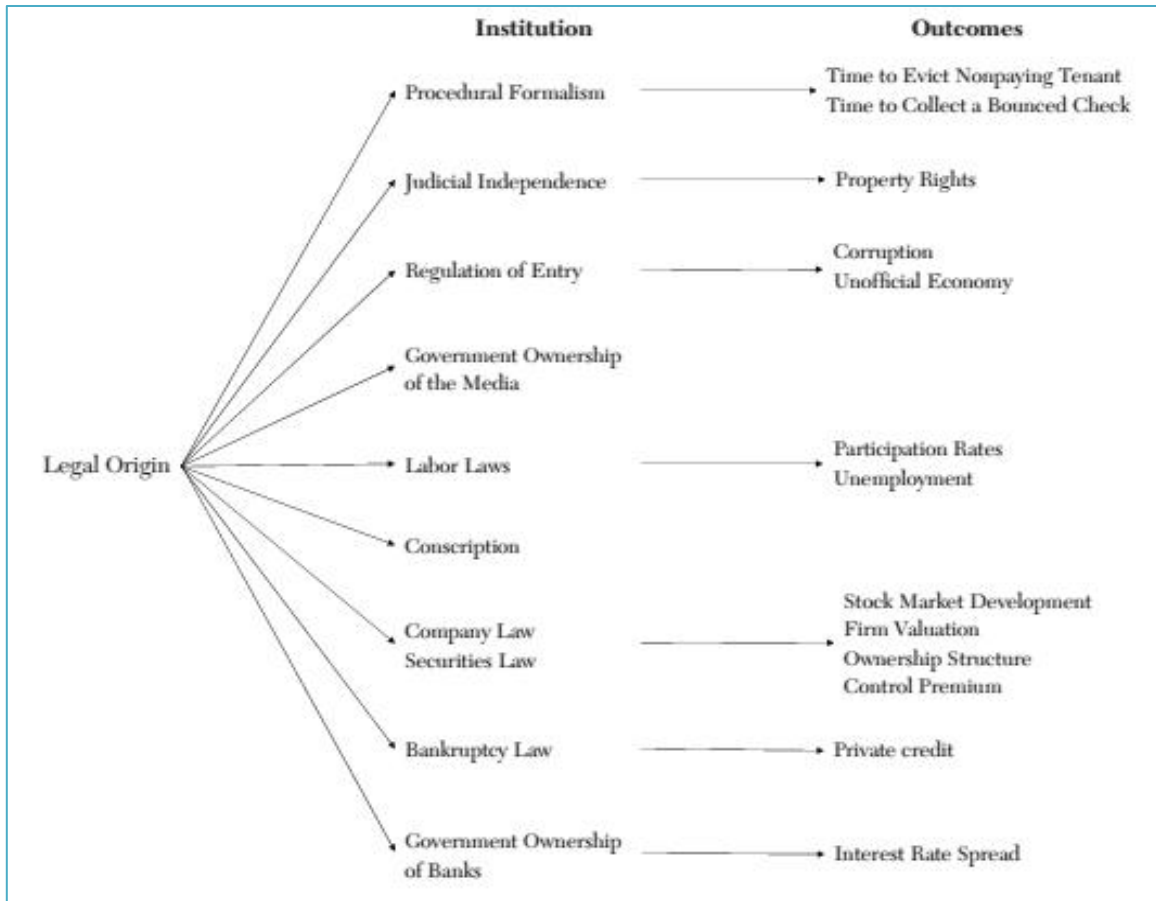 Institution
Outcomes
Procedural Formalism
Time to Evict Nonpaying Tenant
Time to Collect a Bounced Check
Judicial Independence
Property Rights
Regulation of Entry
Corruption
Unofficial Economy
Government Ownership
of the Media
Legal Origin
Labor Laws
Participation Rates
Unemployment
Conscription
Company Law
Securities Law
Stock Market Development
Firm Valuation
Ownership Structure
Control Premium
Bankruptcy Law
Private credit
Government Ownership
of Banks
Interest Rate Spread